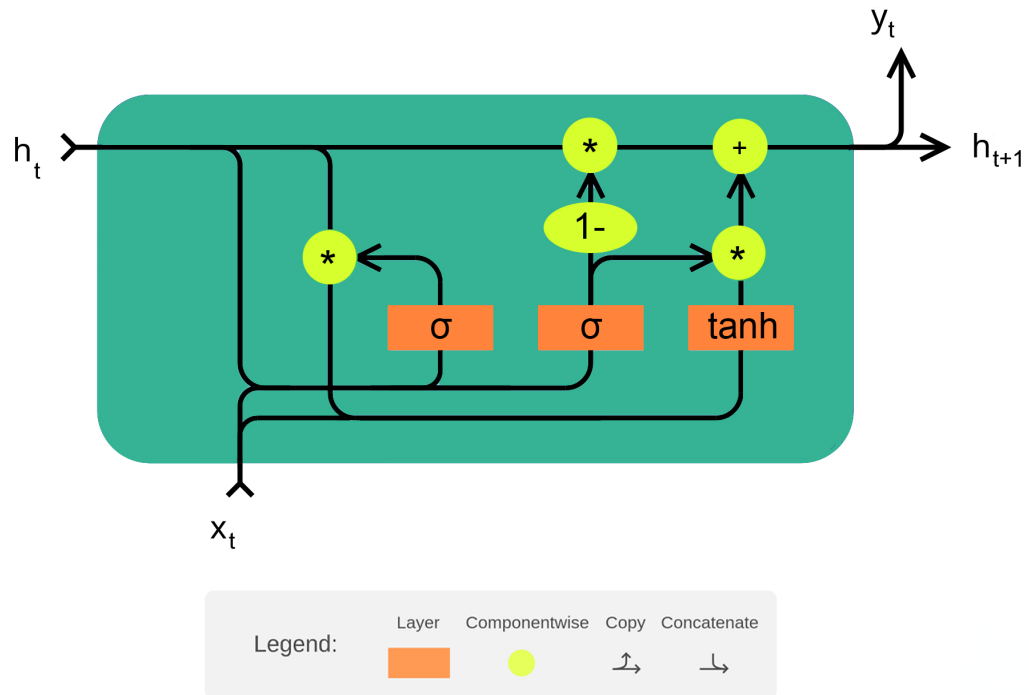 yt
ht
*
+
ht+1
1-
*
*
σ
σ
tanh
xt
Legend:
Layer
Componentwise
Copy
Concatenate